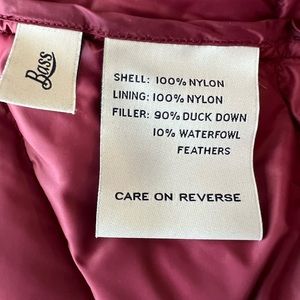 Bass
SHELL: 100% NYLON
LINING: 100% NYLON
FILLER: 90% DUCK DOWN
10% WATERFOWL
FEATHERS
CARE ON REVERSE